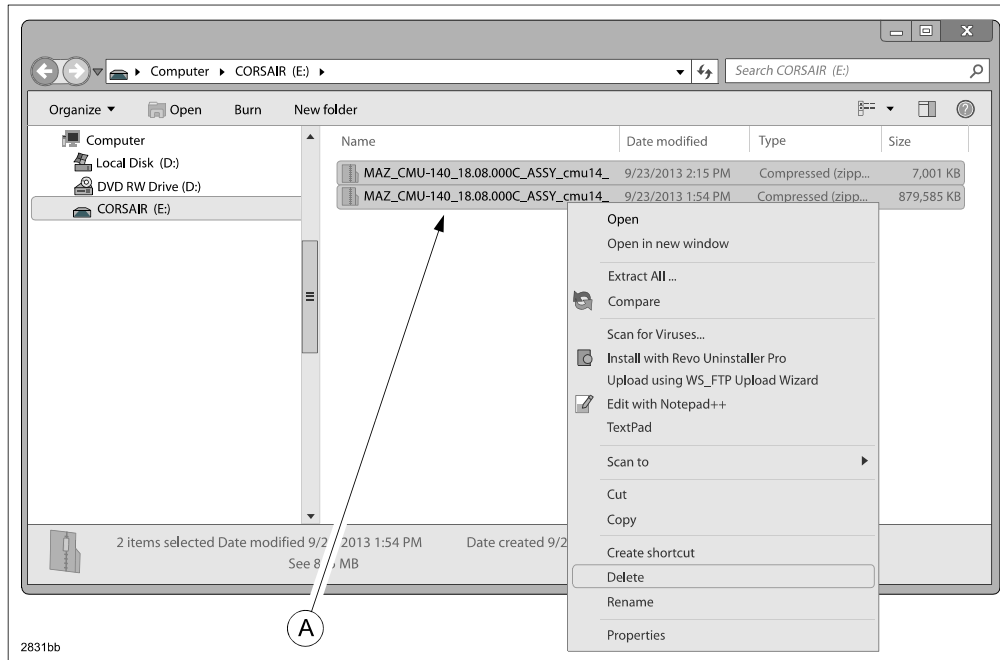 Computer CORSAIR (E:) Search CORSAIR (E:)
Organize Open Burn New folder
Computer
Local Disk (D:)
DVD RW Drive (D:)
CORSAIR (E:)
Name Date modified Type Size
MAZ_CMU-140_18.08.000C_ASSY_cmu14_ 9/23/2013 2:15 PM Compressed (zipp... 7,001 KB
MAZ_CMU-140_18.08.000C_ASSY_cmu14_ 9/23/2013 1:54 PM Compressed (zipp... 879,585 KB
Open
Open in new window
Extract All ...
Compare
Scan for Viruses...
Install with Revo Uninstaller Pro
Upload using WS_FTP Upload Wizard
Edit with Notepad++
TextPad
Scan to
Cut
Copy
Create shortcut
Delete
Rename
Properties
2 items selected Date modified 9/2 2013 1:54 PM Date created 9/2
See 8 MB
A
2831bb